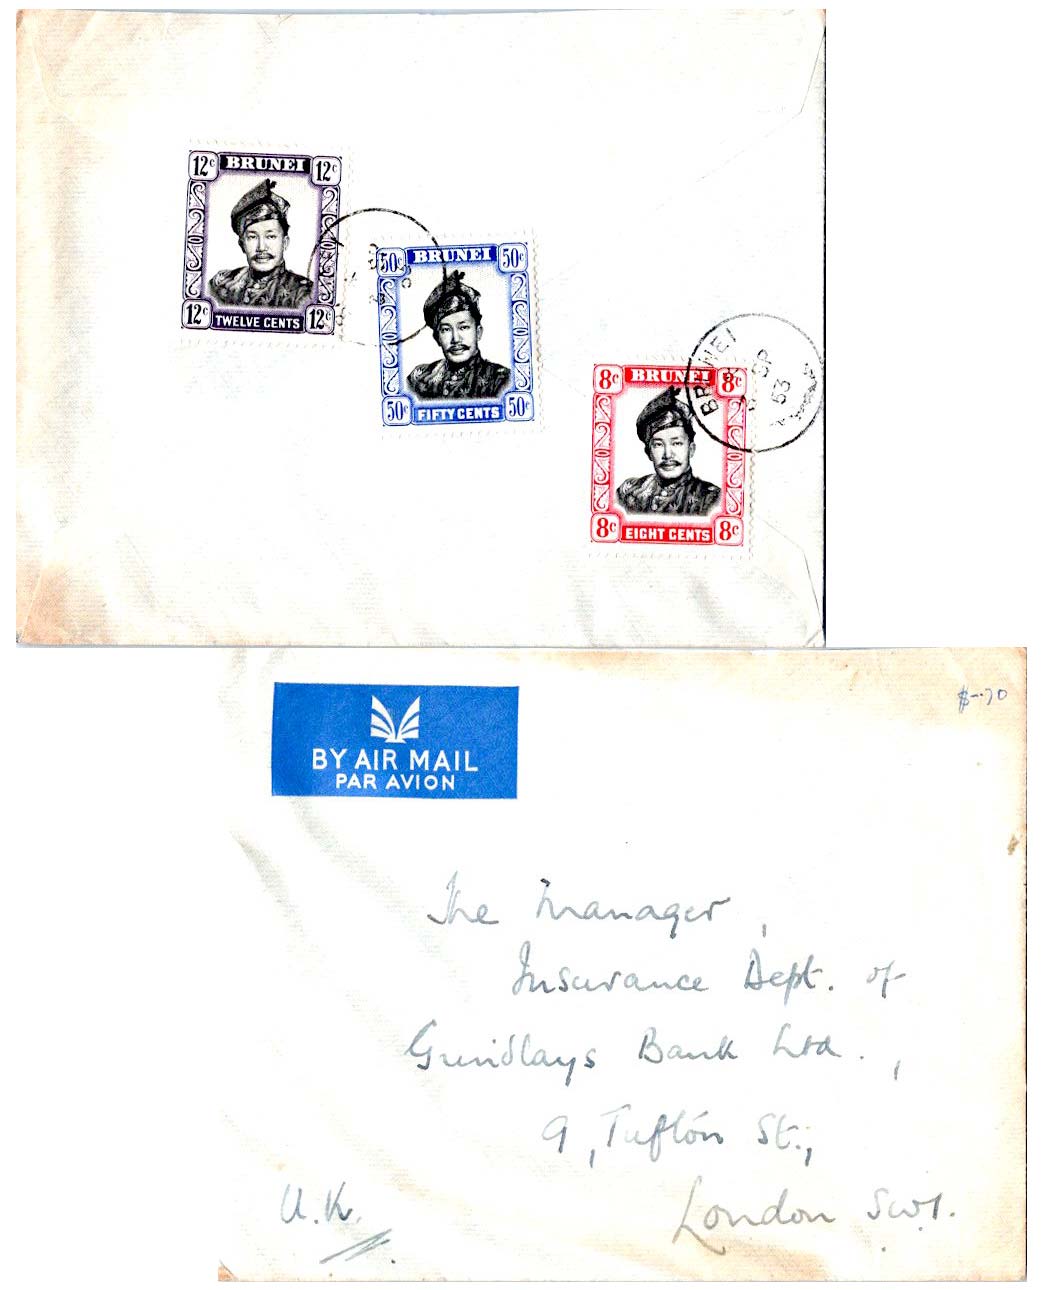 12c BRUNEI 12c
12c TWELVE CENTS 12c
50c BRUNEI 50c
50c FIFTY CENTS 50c
8c BRUNEI 8c
8c EIGHT CENTS 8c
BRUNEI
SP
53
$-.70
BY AIR MAIL
PAR AVION
The Manager,
Insurance Dept. of
Grindlays Bank Ltd.,
9, Tufton St.,
London SW1.
U.K.